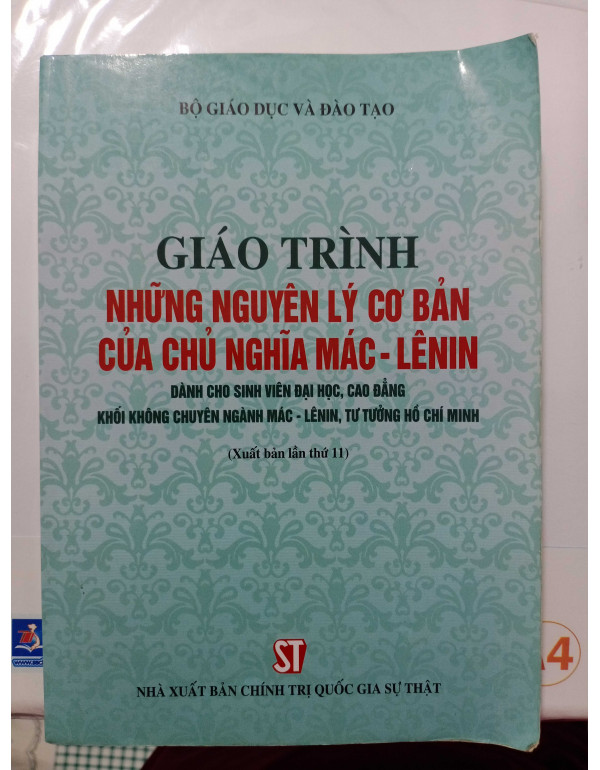 BỘ GIÁO DỤC VÀ ĐÀO TẠO
GIÁO TRÌNH
NHỮNG NGUYÊN LÝ CƠ BẢN
CỦA CHỦ NGHĨA MÁC - LÊNIN
DÀNH CHO SINH VIÊN ĐẠI HỌC, CAO ĐẲNG
KHỐI KHÔNG CHUYÊN NGÀNH MÁC - LÊNIN, TƯ TƯỞNG HỒ CHÍ MINH
(Xuất bản lần thứ 11)
ST
NHÀ XUẤT BẢN CHÍNH TRỊ QUỐC GIA SỰ THẬT
A4